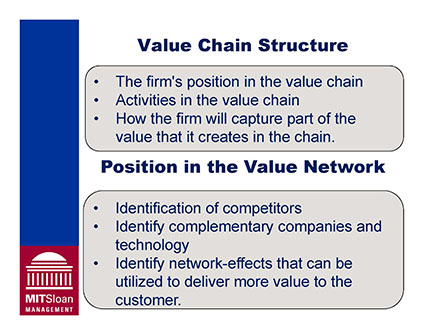 Value Chain Structure
• The firm's position in the value chain
• Activities in the value chain
• How the firm will capture part of the
value that it creates in the chain.
Position in the Value Network
• Identification of competitors
• Identify complementary companies and
technology
• Identify network-effects that can be
utilized to deliver more value to the
customer.
MITSloan
MANAGEMENT